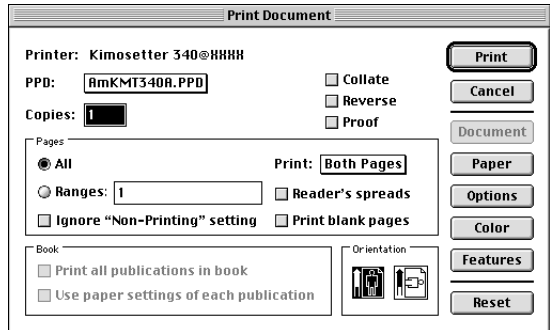 Print Document
Printer: Kimosetter 340@XXXX
PPD: AmKMT340A.PPD
Copies: 1
Collate
Reverse
Proof
Pages
All
Print: Both Pages
Ranges: 1
Reader's spreads
Ignore “Non-Printing” setting
Print blank pages
Book
Print all publications in book
Use paper settings of each publication
Orientation
Print
Cancel
Document
Paper
Options
Color
Features
Reset